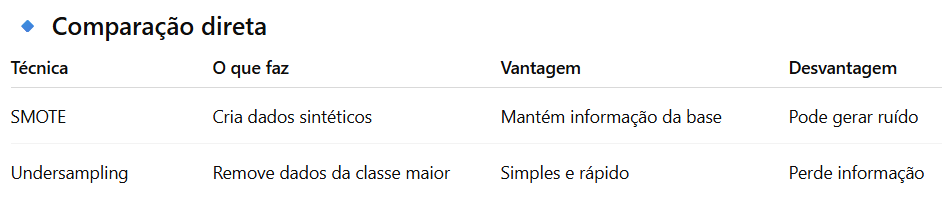 Comparação direta
Técnica O que faz Vantagem Desvantagem
SMOTE Cria dados sintéticos Mantém informação da base Pode gerar ruído
Undersampling Remove dados da classe maior Simples e rápido Perde informação